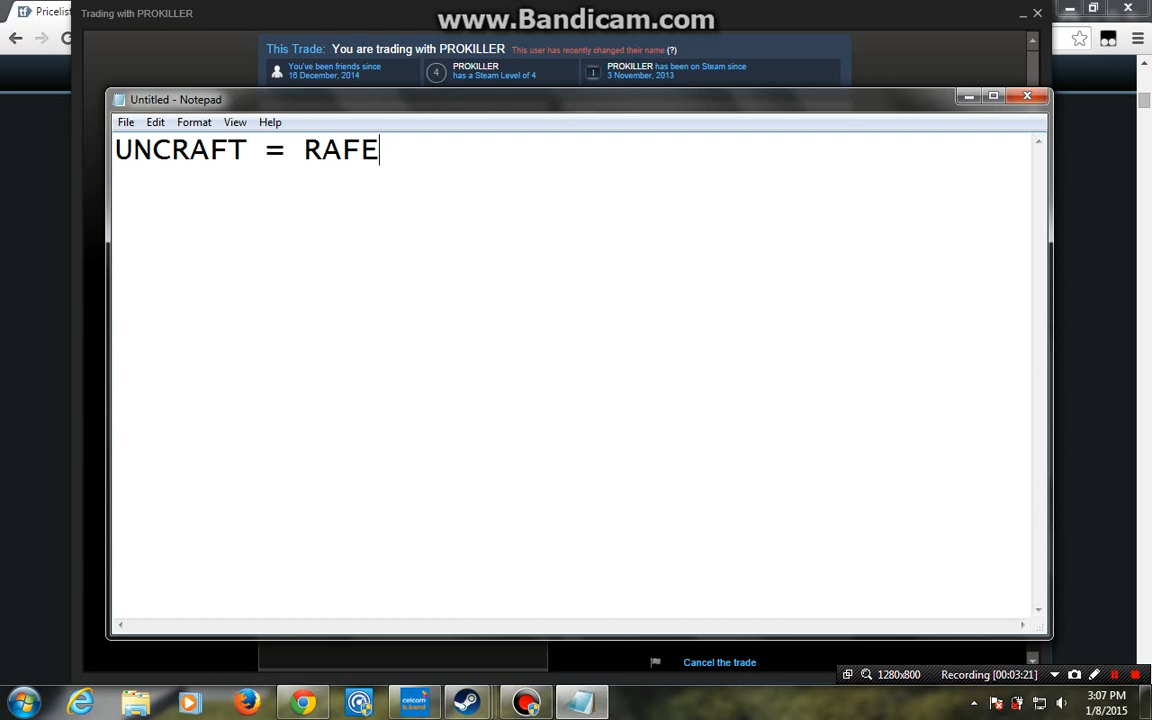 www.Bandicam.com
Pricelist
Trading with PROKILLER
This Trade: You are trading with PROKILLER This user has recently changed their name (?)
You've been friends since
16 December, 2014
4
PROKILLER
has a Steam Level of 4
1
PROKILLER has been on Steam since
3 November, 2013
Untitled - Notepad
File Edit Format View Help
UNCRAFT = RAFE
Cancel the trade
1280x800 Recording [00:03:21]
celcom
3:07 PM
1/8/2015